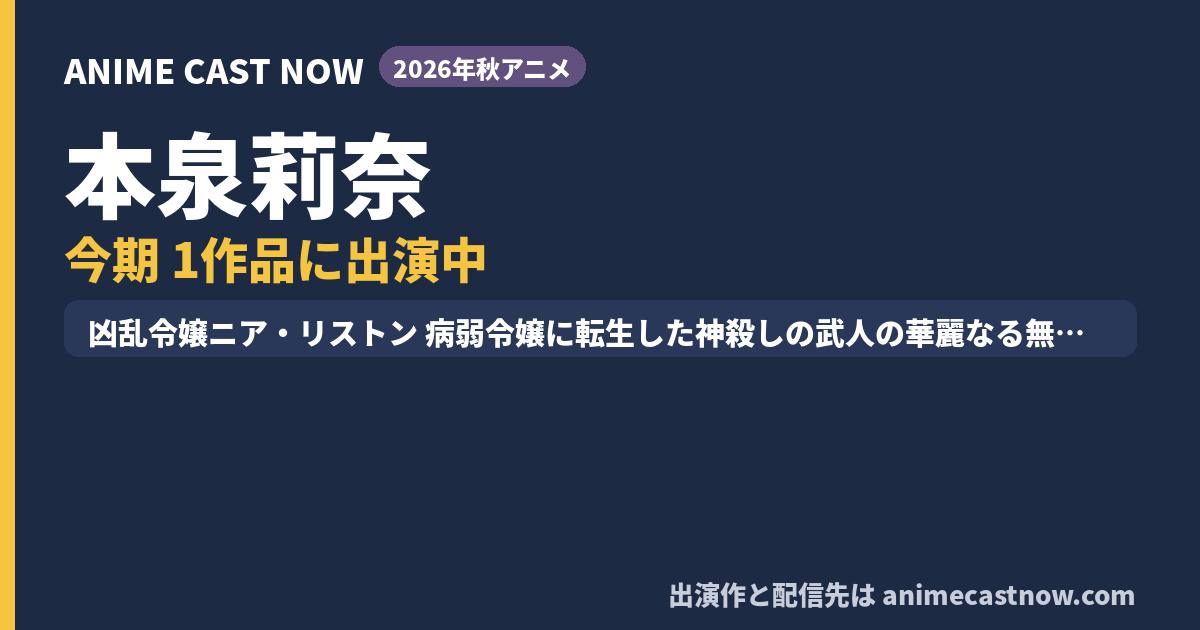 ANIME CAST NOW 2026年秋アニメ
本泉莉奈
今期 1作品に出演中
凶乱令嬢ニア・リストン 病弱令嬢に転生した神殺しの武人の華麗なる無…
出演作と配信先は animecastnow.com